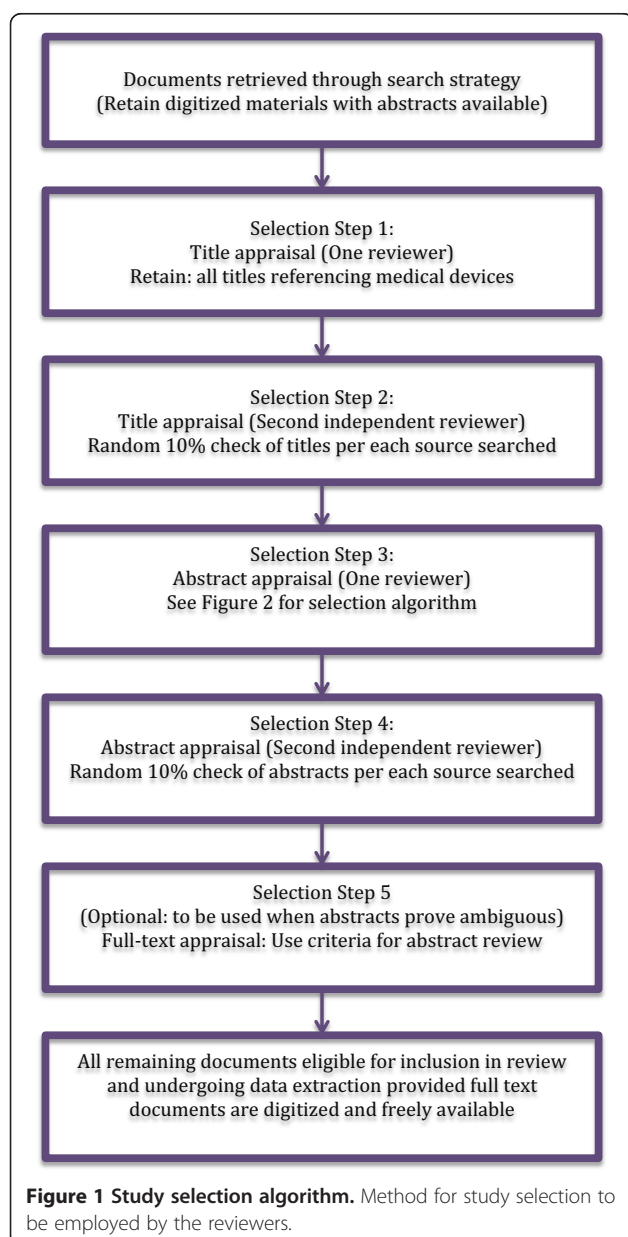 Documents retrieved through search strategy
(Retain digitized materials with abstracts available)
Selection Step 1:
Title appraisal (One reviewer)
Retain: all titles referencing medical devices
Selection Step 2:
Title appraisal (Second independent reviewer)
Random 10% check of titles per each source searched
Selection Step 3:
Abstract appraisal (One reviewer)
See Figure 2 for selection algorithm
Selection Step 4:
Abstract appraisal (Second independent reviewer)
Random 10% check of abstracts per each source searched
Selection Step 5
(Optional: to be used when abstracts prove ambiguous)
Full-text appraisal: Use criteria for abstract review
All remaining documents eligible for inclusion in review
and undergoing data extraction provided full text
documents are digitized and freely available
Figure 1 Study selection algorithm. Method for study selection to
be employed by the reviewers.